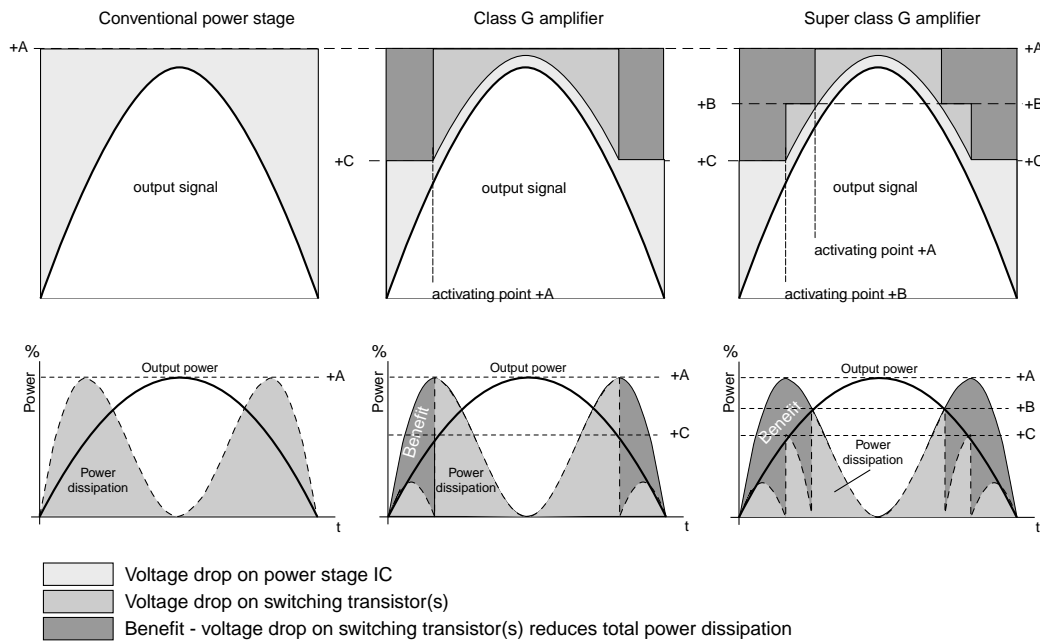 Conventional power stage
Class G amplifier
Super class G amplifier
+A
+A
+B
+B
+C
+C
+C
output signal
output signal
output signal
activating point +A
activating point +A
activating point +B
%
Power
Output power
+A
Power
dissipation
t
%
Power
Output power
+A
+C
Benefit
Power
dissipation
t
%
Power
Output power
+A
+B
+C
Benefit
Power
dissipation
t
Voltage drop on power stage IC
Voltage drop on switching transistor(s)
Benefit - voltage drop on switching transistor(s) reduces total power dissipation